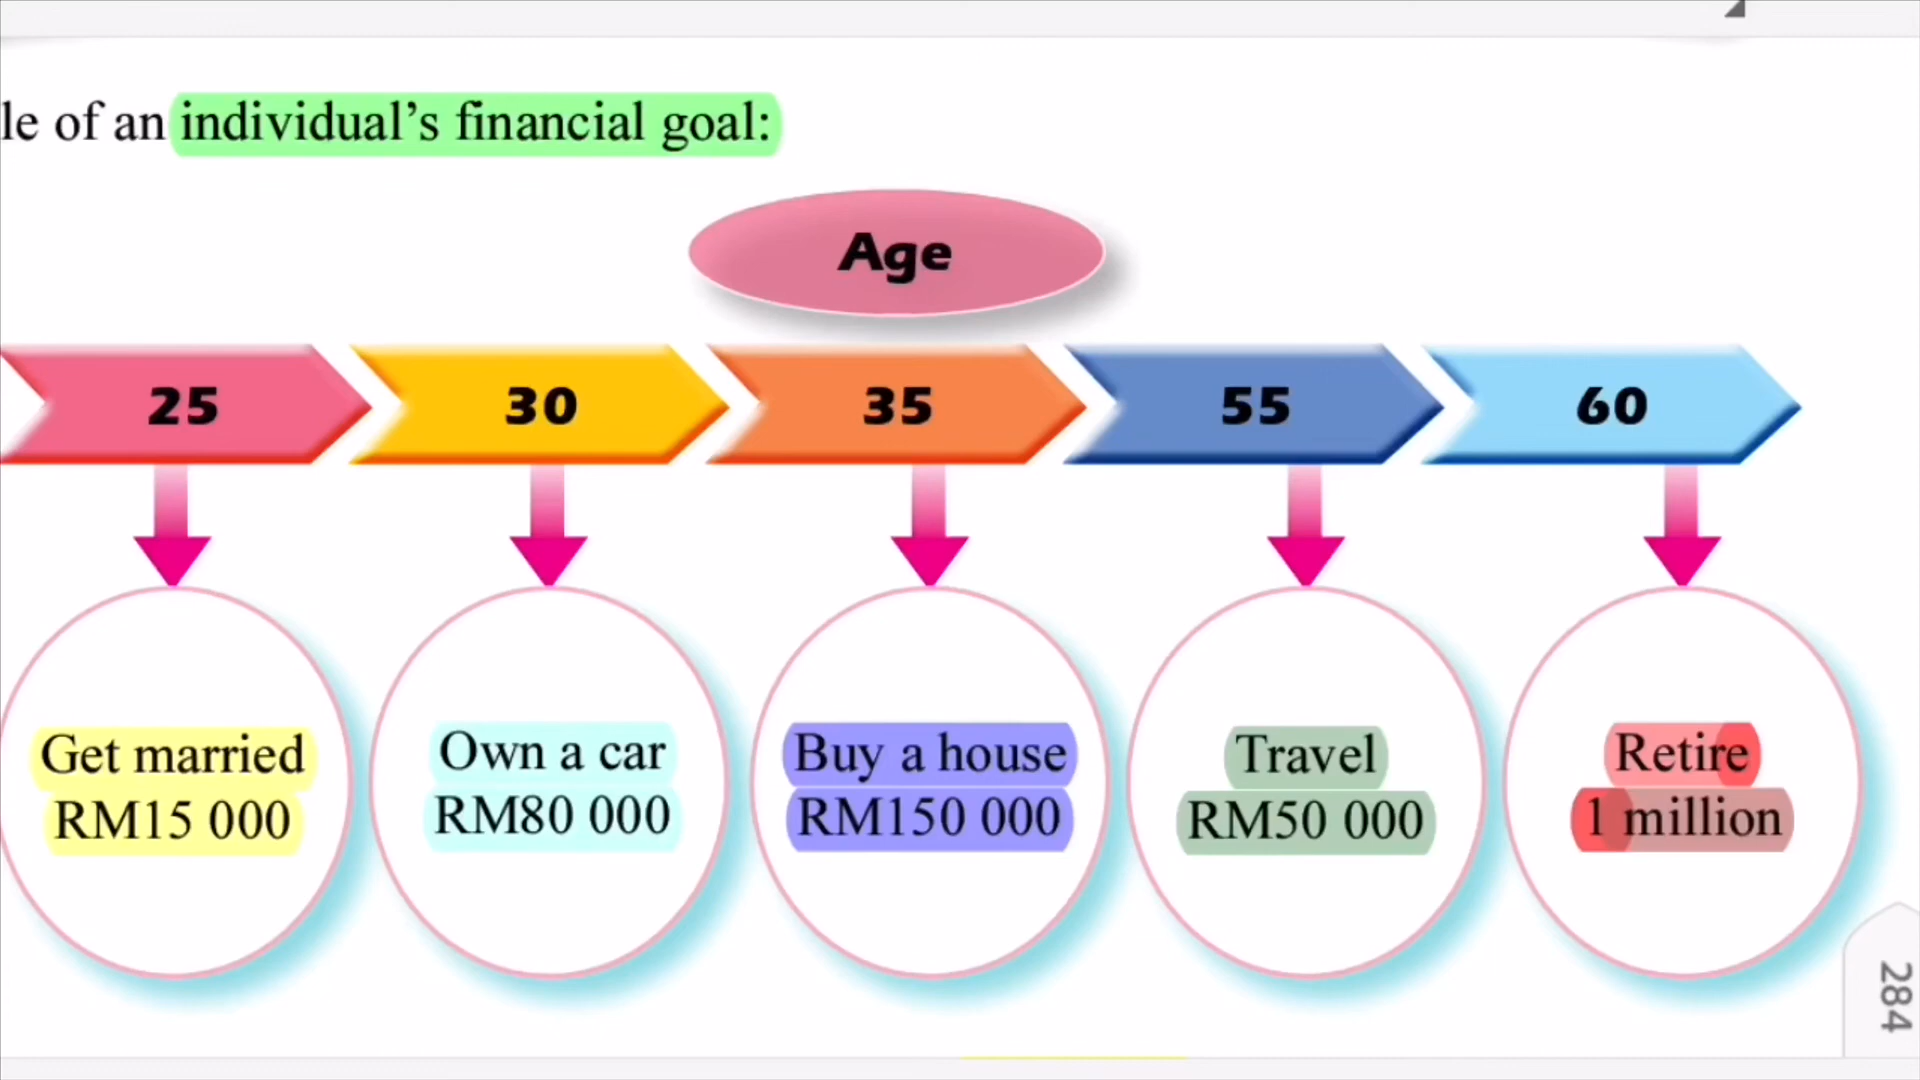 le of an individual’s financial goal:
Age
25
30
35
55
60
Get married
RM15 000
Own a car
RM80 000
Buy a house
RM150 000
Travel
RM50 000
Retire
1 million
284